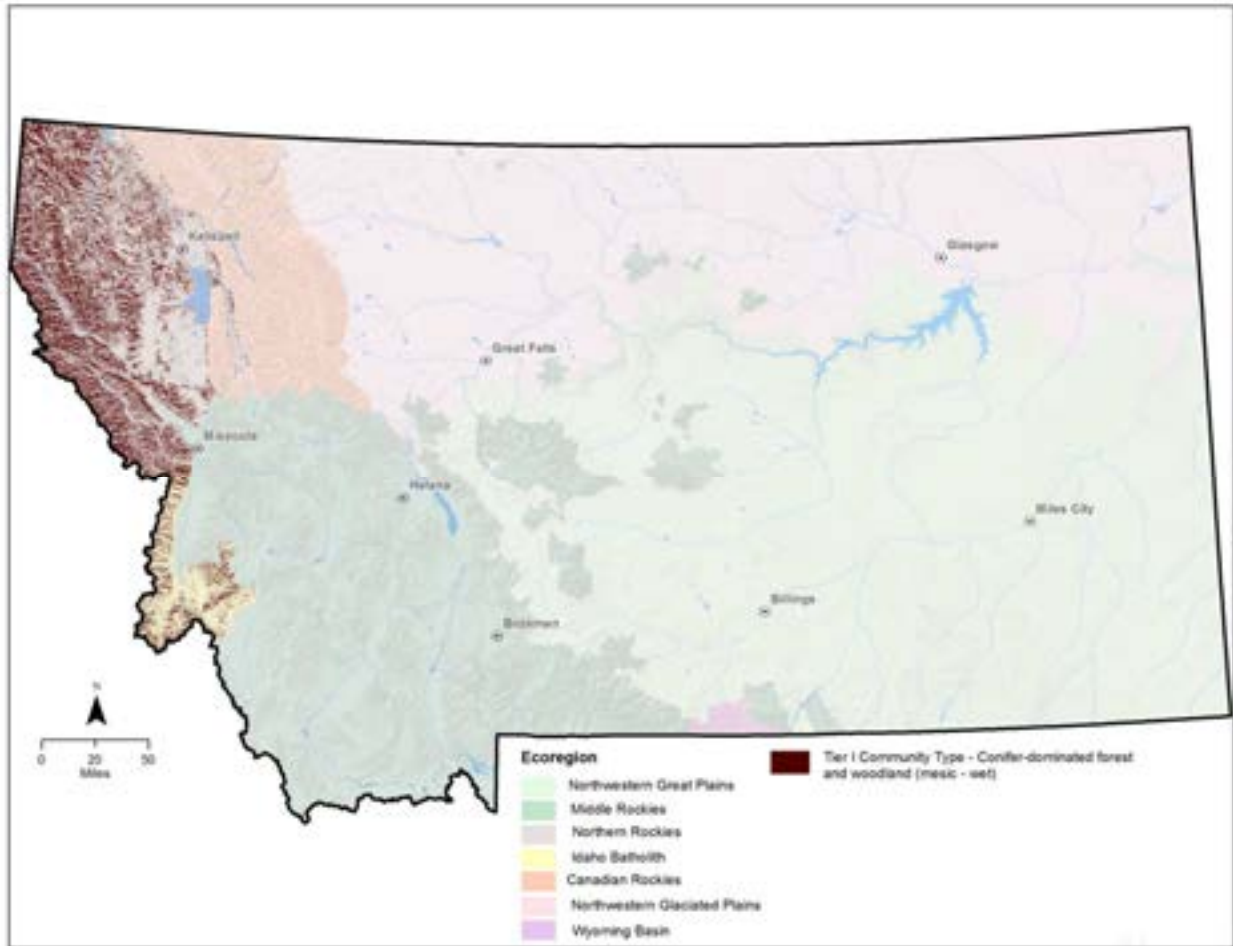 Kalispell
Glasgow
Great Falls
Missoula
Helena
Miles City
Billings
Bozeman
N
0 25 50
Miles
Ecoregion
Northwestern Great Plains
Middle Rockies
Northern Rockies
Idaho Batholith
Canadian Rockies
Northwestern Glaciated Plains
Wyoming Basin
Tier I Community Type - Conifer-dominated forest
and woodland (mesic - wet)